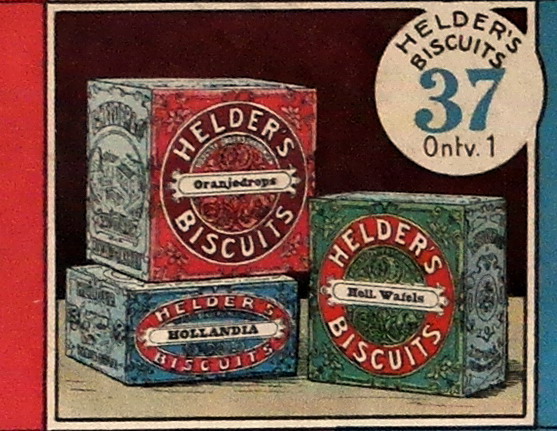 HELDER'S
BISCUITS
37
Ontv. 1
HELDER'S
Oranjedrops
BISCUITS
HELDER'S
Holl. Wafels
BISCUITS
HELDER'S
HOLLANDIA
BISCUITS